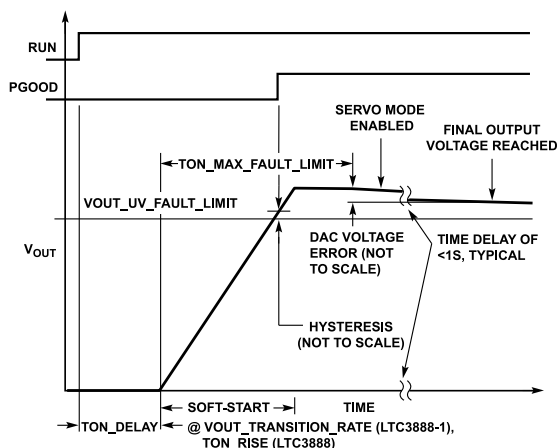 RUN
PGOOD
SERVO MODE
ENABLED
FINAL OUTPUT
VOLTAGE REACHED
TON_MAX_FAULT_LIMIT
VOUT_UV_FAULT_LIMIT
VOUT
DAC VOLTAGE
ERROR (NOT
TO SCALE)
TIME DELAY OF
<1S, TYPICAL
HYSTERESIS
(NOT TO SCALE)
SOFT-START
TIME
TON_DELAY
@ VOUT_TRANSITION_RATE (LTC3888-1),
TON_RISE (LTC3888)